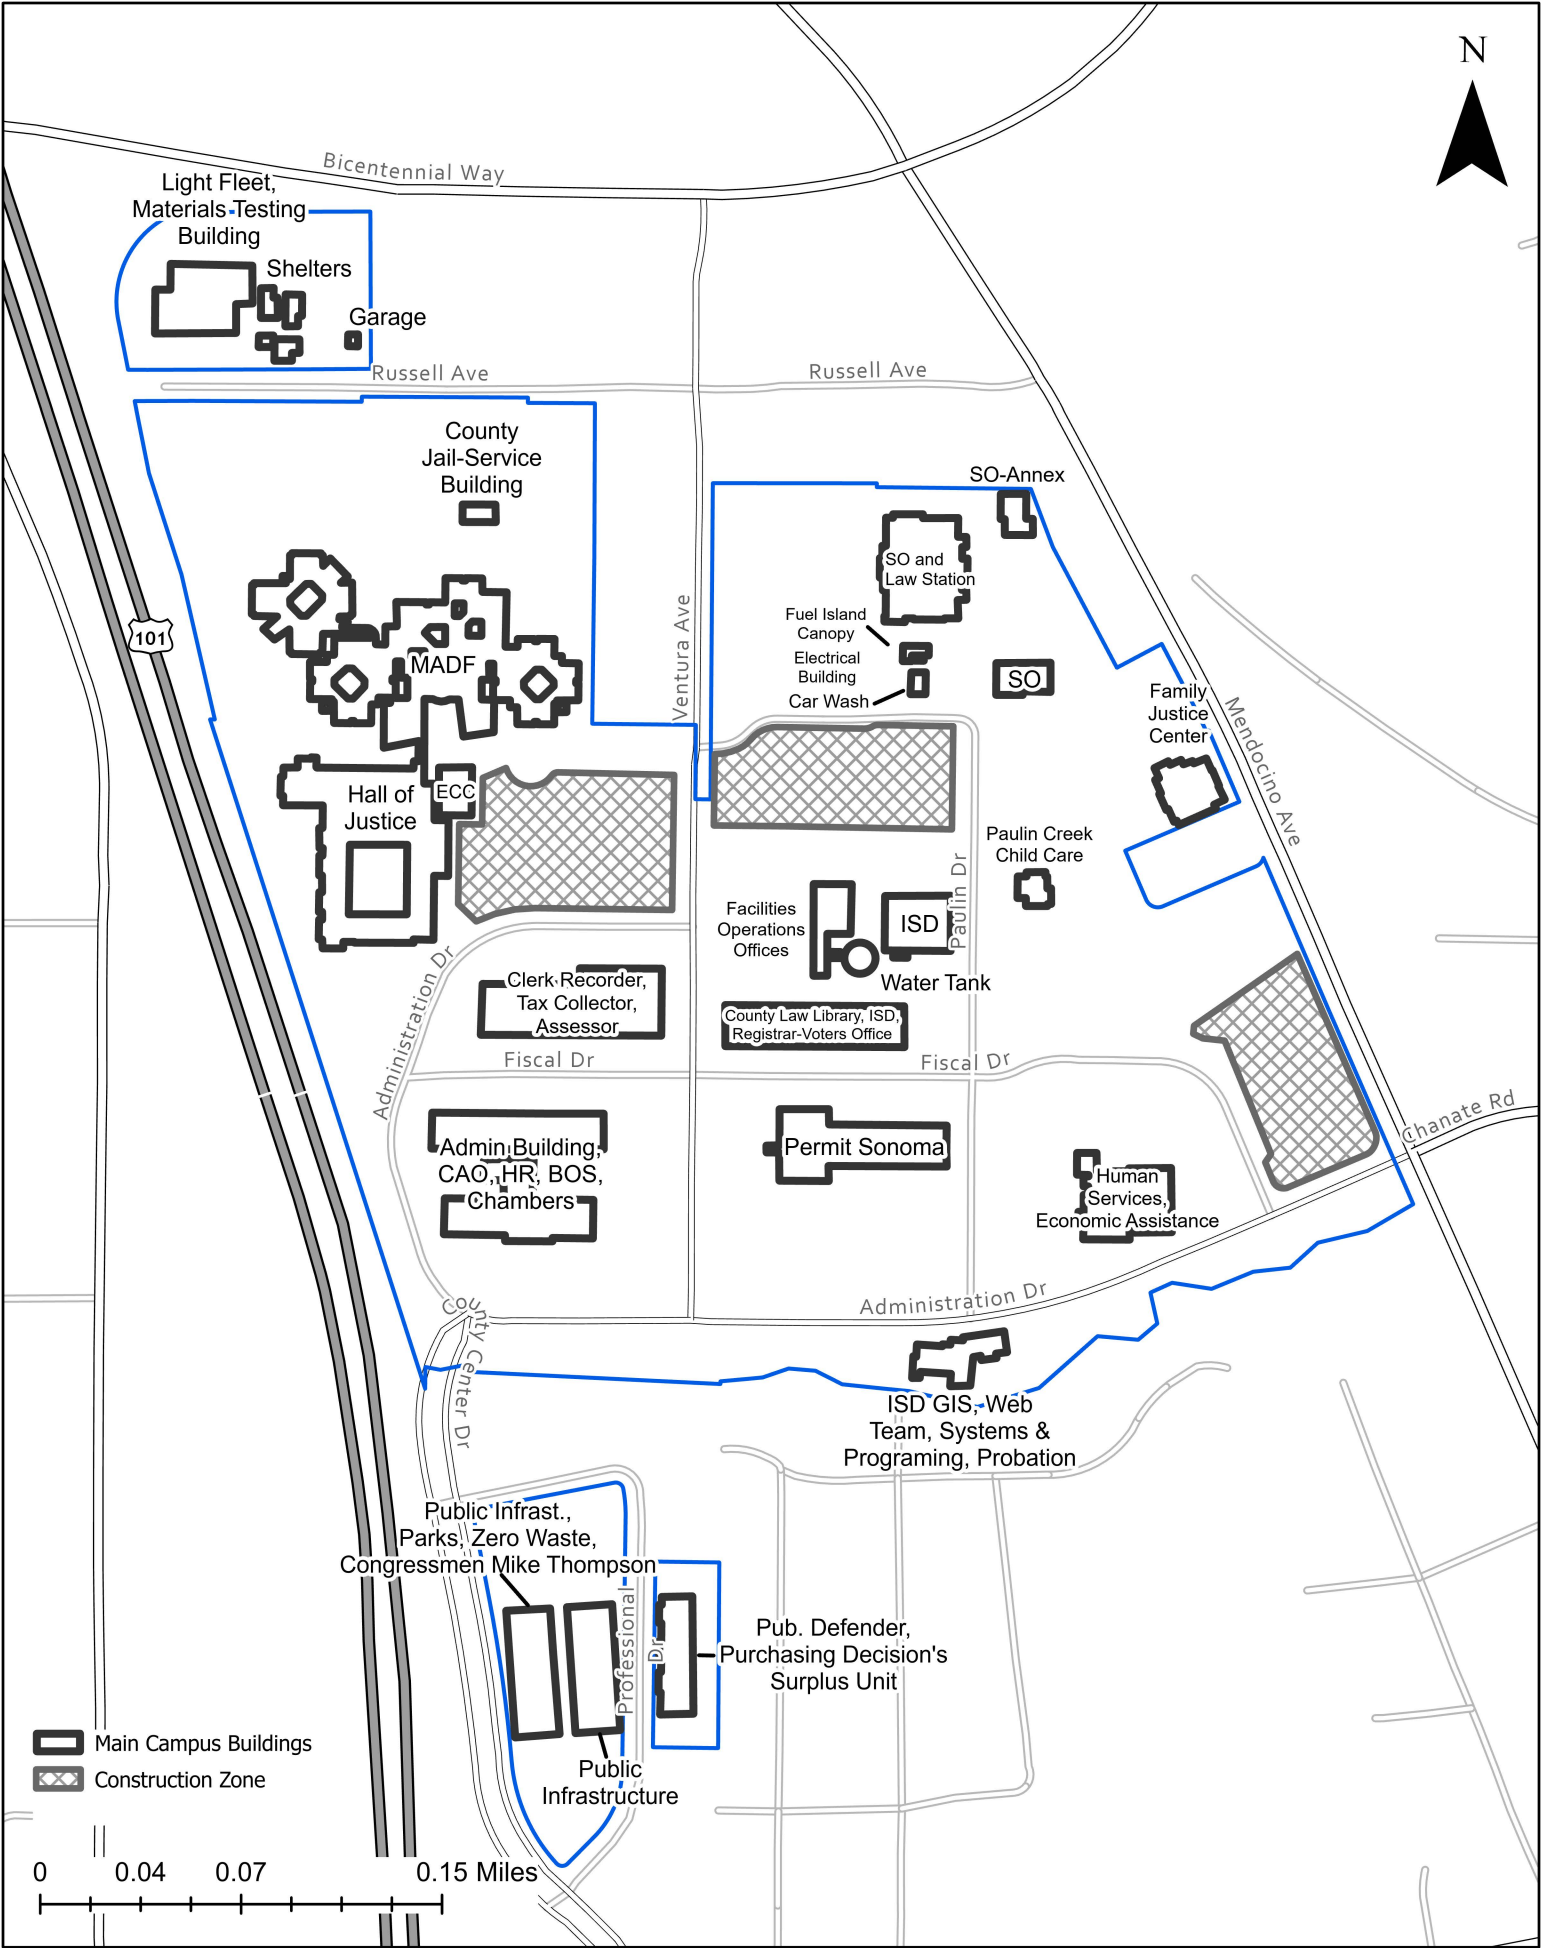 N
Bicentennial Way
Light Fleet,
Materials Testing
Building
Shelters
Garage
Russell Ave
Russell Ave
County
Jail-Service
Building
SO-Annex
SO and
Law Station
Fuel Island
Canopy
Electrical
Building
Car Wash
SO
Ventura Ave
101
MADF
Family
Justice
Center
Mendocino Ave
ECC
Hall of
Justice
Paulin Creek
Child Care
Paulin Dr
Facilities
Operations
Offices
ISD
Water Tank
Administration Dr
Clerk-Recorder,
Tax Collector,
Assessor
County Law Library, ISD,
Registrar-Voters Office
Fiscal Dr
Fiscal Dr
Chanate Rd
Admin Building,
CAO, HR, BOS,
Chambers
Permit Sonoma
Human
Services,
Economic Assistance
Administration Dr
County Center Dr
ISD GIS, Web
Team, Systems &
Programing, Probation
Public Infrast.,
Parks, Zero Waste,
Congressmen Mike Thompson
Professional
Dr
Pub. Defender,
Purchasing Decision's
Surplus Unit
Public
Infrastructure
Main Campus Buildings
Construction Zone
0 0.04 0.07 0.15 Miles